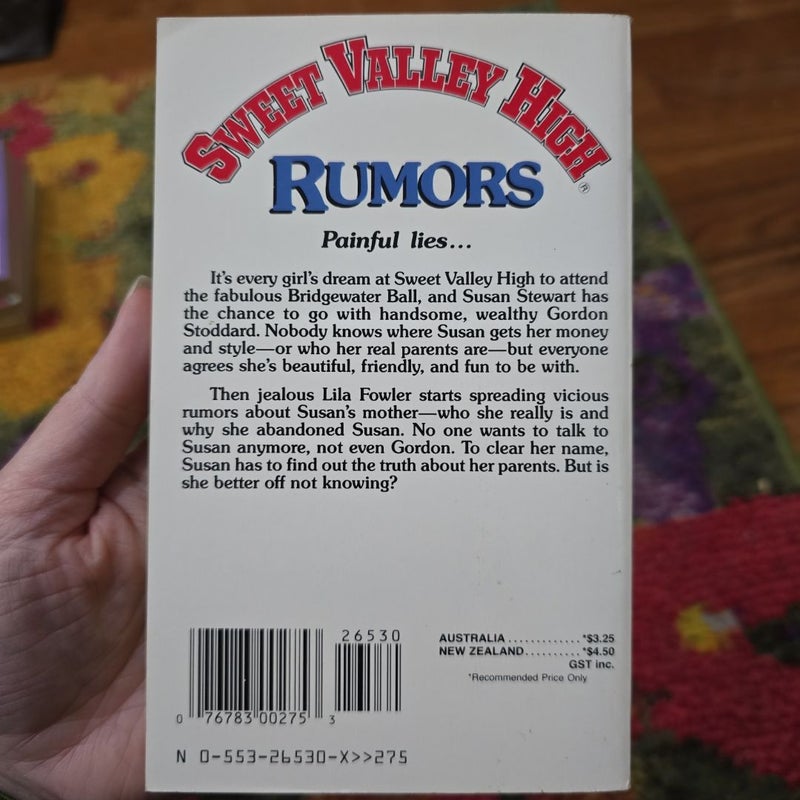 SWEET VALLEY HIGH®
RUMORS
Painful lies...
It's every girl's dream at Sweet Valley High to attend
the fabulous Bridgewater Ball, and Susan Stewart has
the chance to go with handsome, wealthy Gordon
Stoddard. Nobody knows where Susan gets her money
and style—or who her real parents are—but everyone
agrees she's beautiful, friendly, and fun to be with.
Then jealous Lila Fowler starts spreading vicious
rumors about Susan's mother—who she really is and
why she abandoned Susan. No one wants to talk to
Susan anymore, not even Gordon. To clear her name,
Susan has to find out the truth about her parents. But is
she better off not knowing?
26530
0 76783 00275 3
AUSTRALIA ............ *$3.25
NEW ZEALAND.......... *$4.50
GST inc.
*Recommended Price Only
N 0-553-26530-X>>275